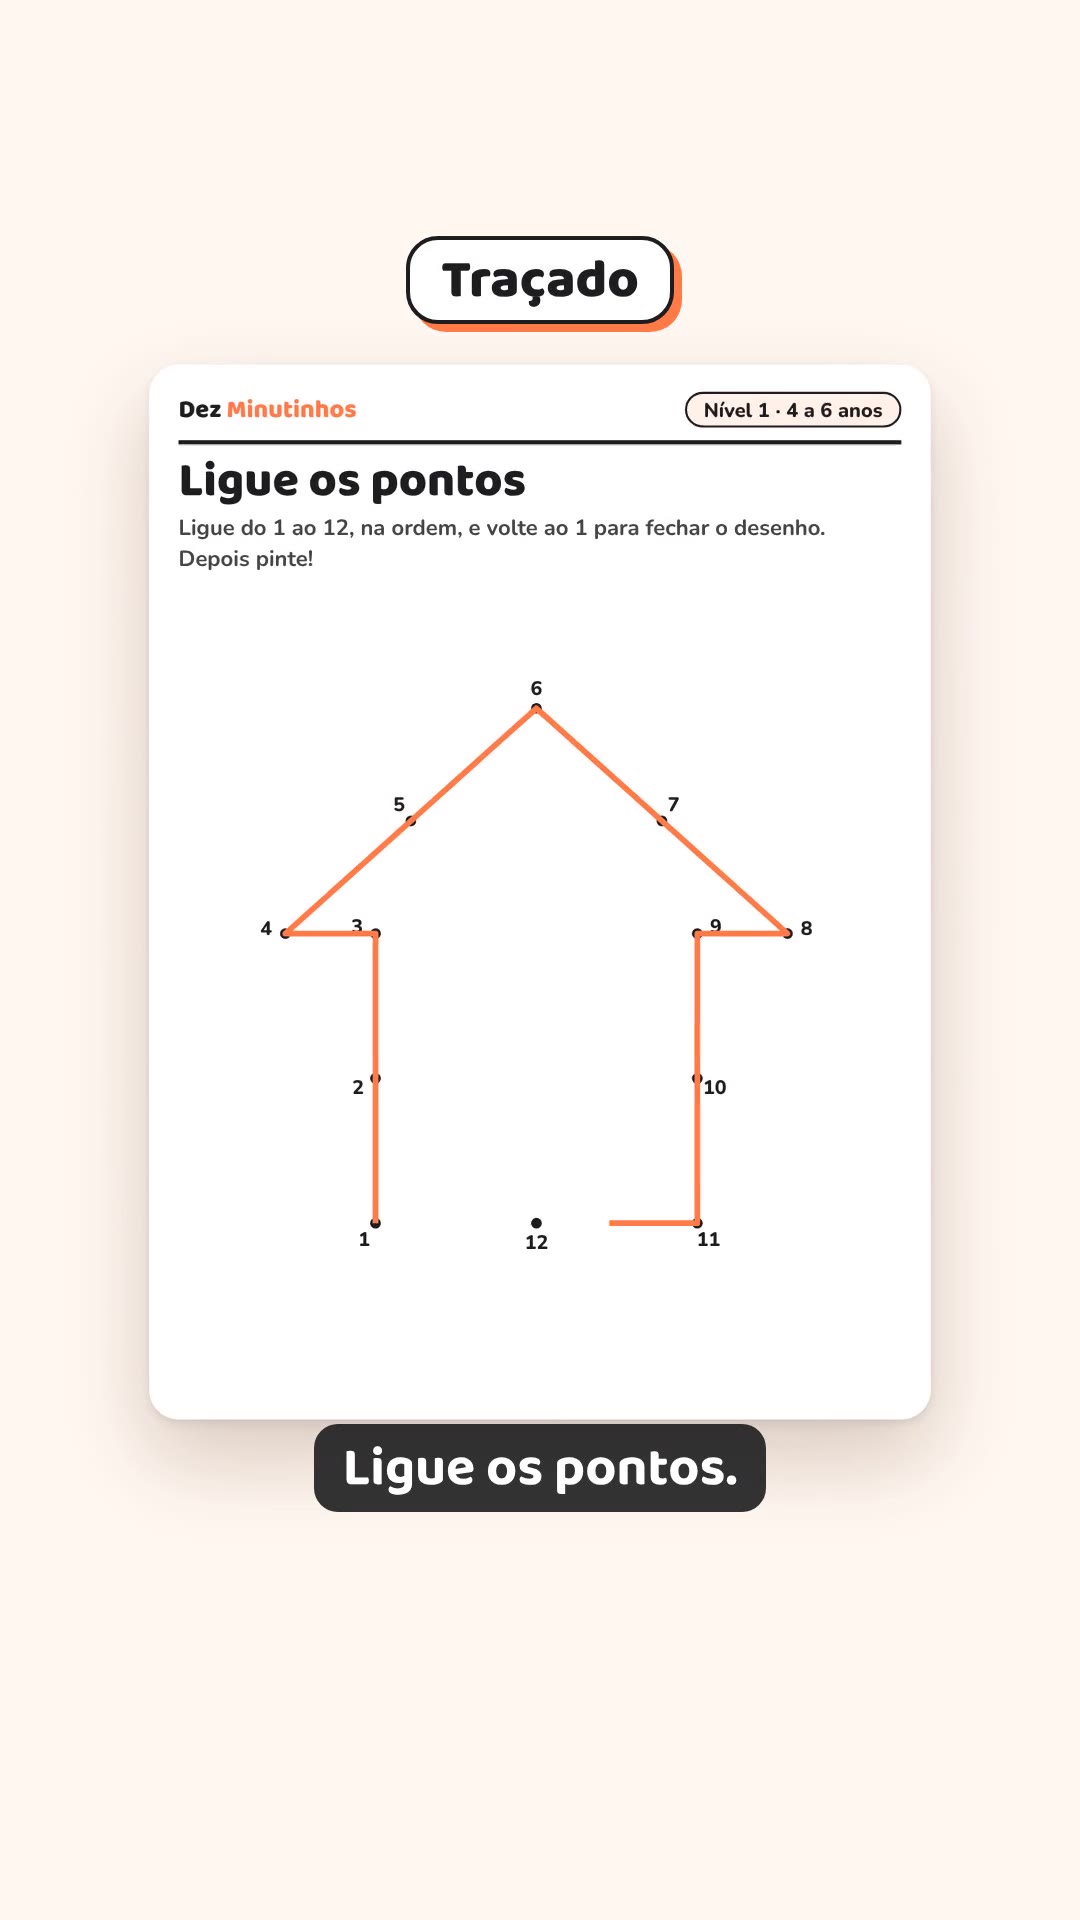 Traçado
Dez Minutinhos
Nível 1 · 4 a 6 anos
Ligue os pontos
Ligue do 1 ao 12, na ordem, e volte ao 1 para fechar o desenho.
Depois pinte!
6
5
7
4
3
9
8
2
10
1
12
11
Ligue os pontos.